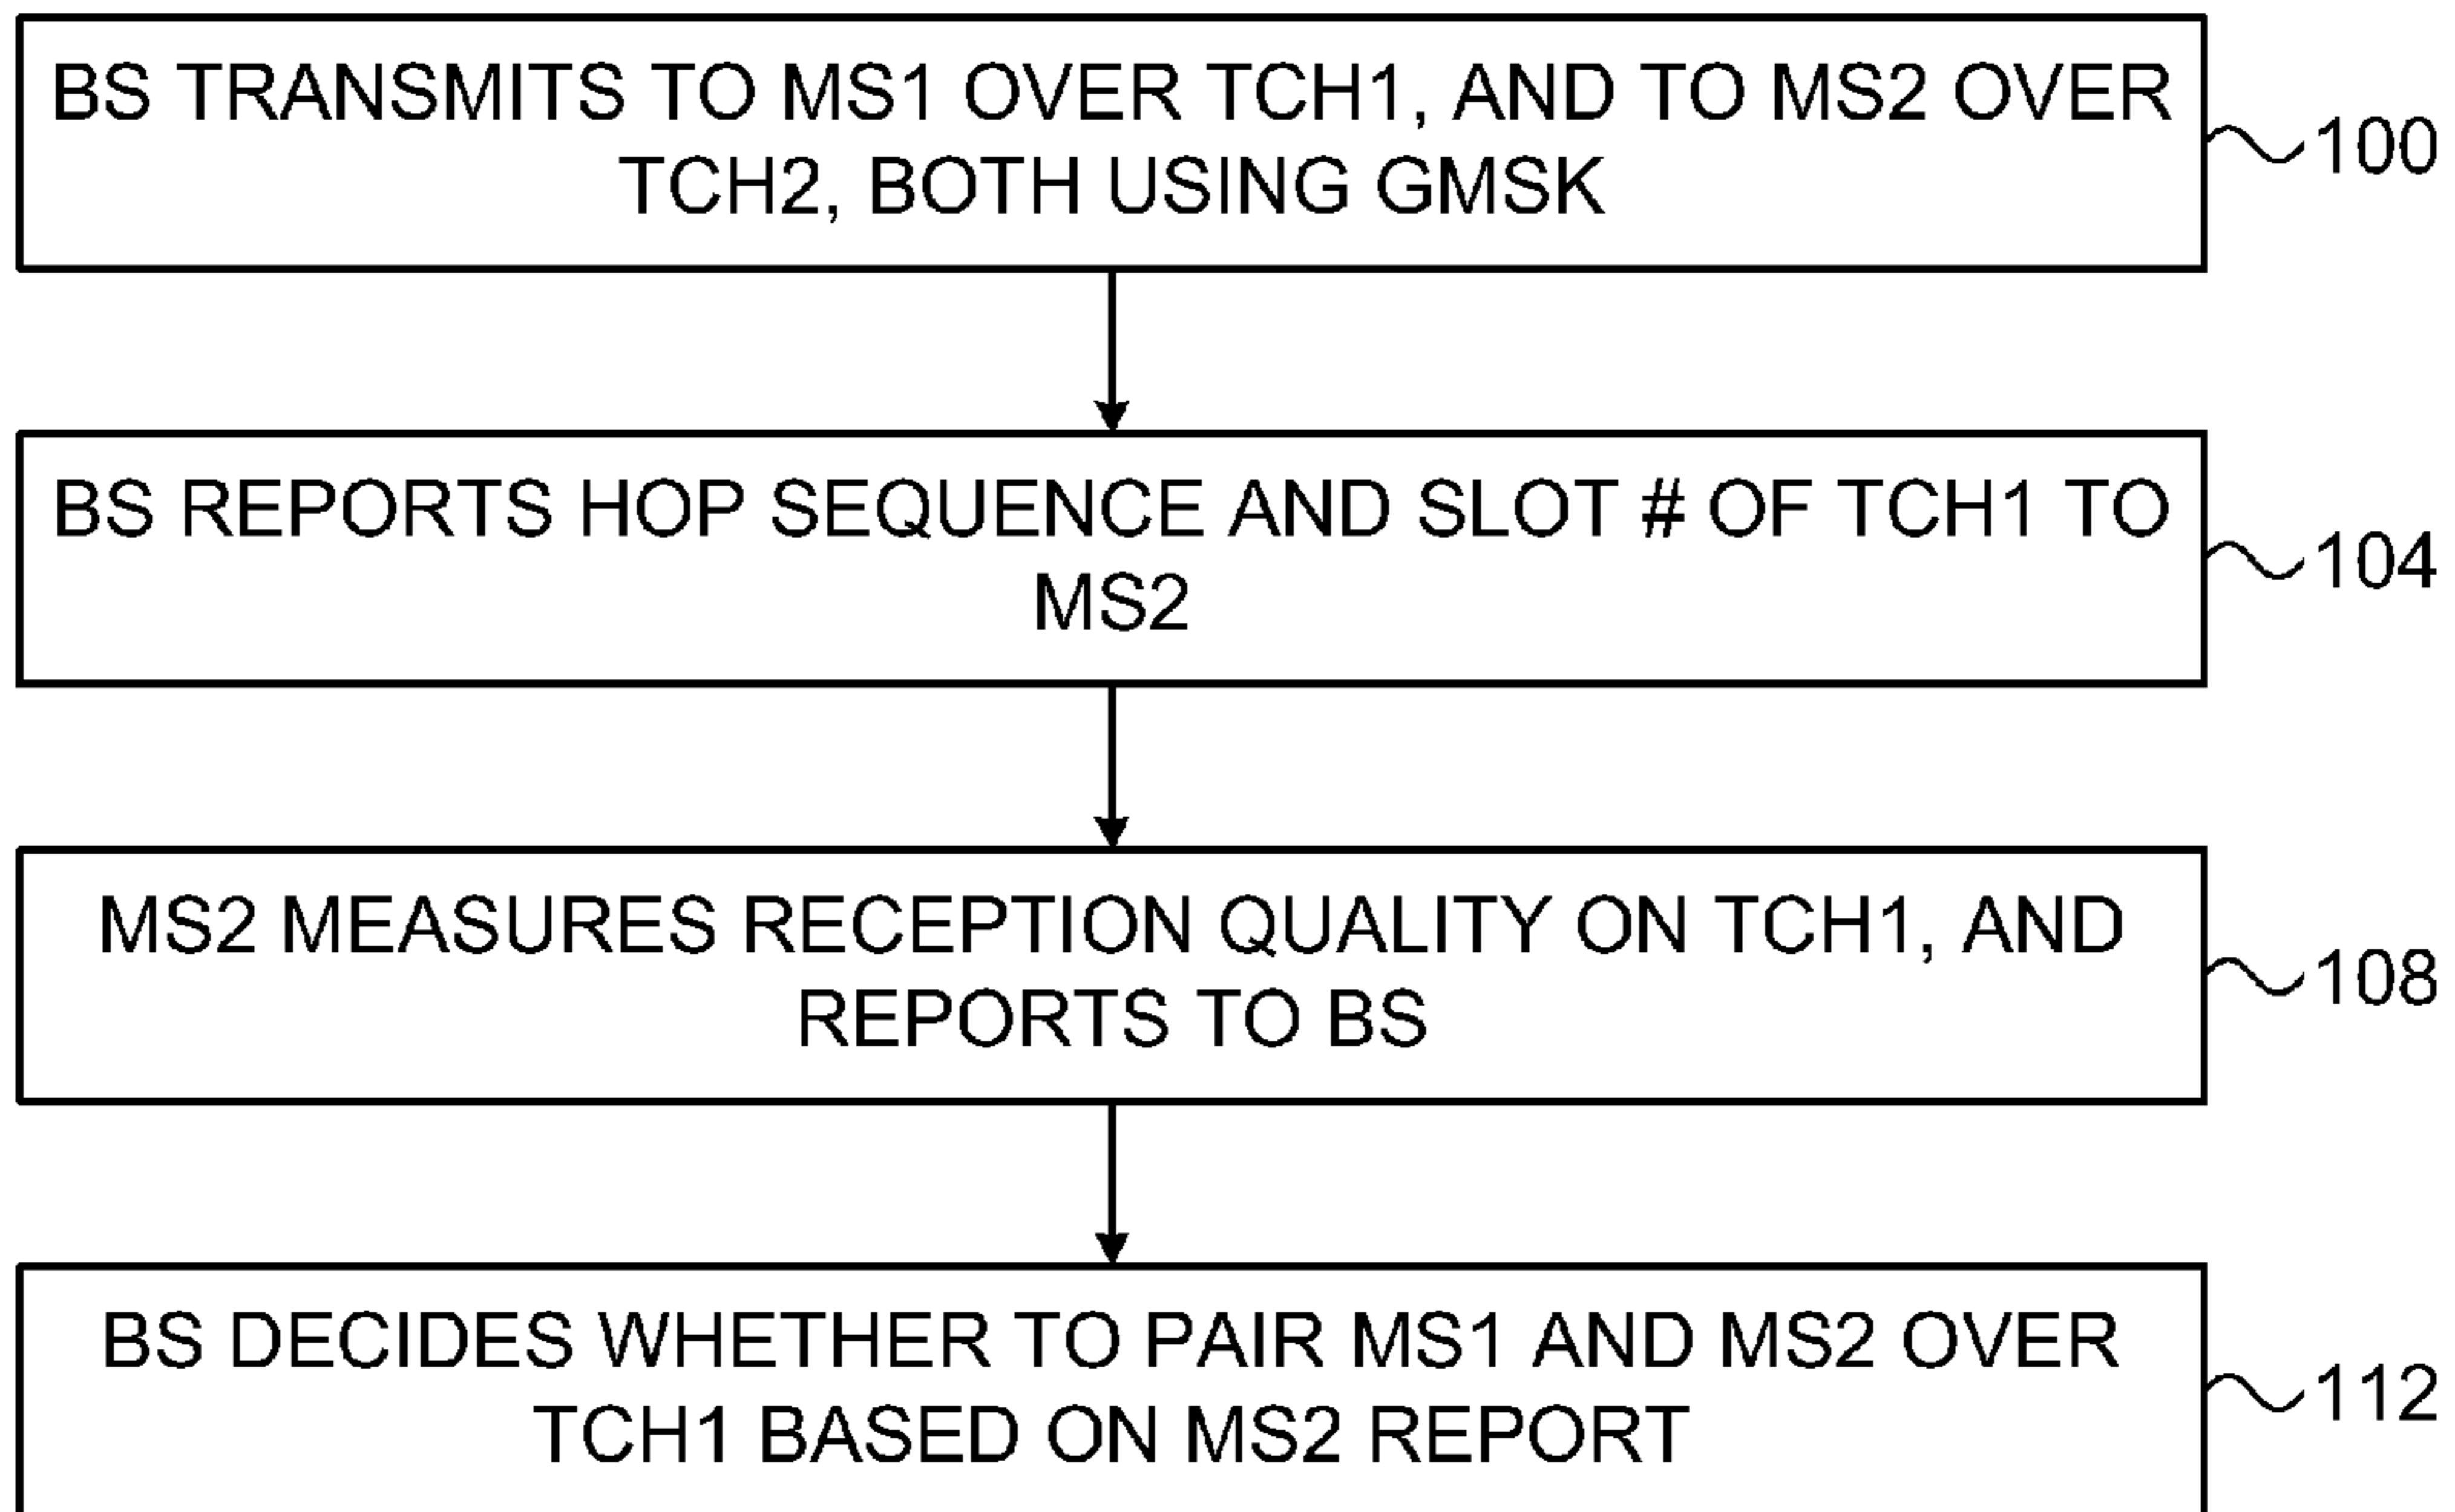 BS TRANSMITS TO MS1 OVER TCH1, AND TO MS2 OVER
TCH2, BOTH USING GMSK
100
BS REPORTS HOP SEQUENCE AND SLOT # OF TCH1 TO
MS2
104
MS2 MEASURES RECEPTION QUALITY ON TCH1, AND
REPORTS TO BS
108
BS DECIDES WHETHER TO PAIR MS1 AND MS2 OVER
TCH1 BASED ON MS2 REPORT
112